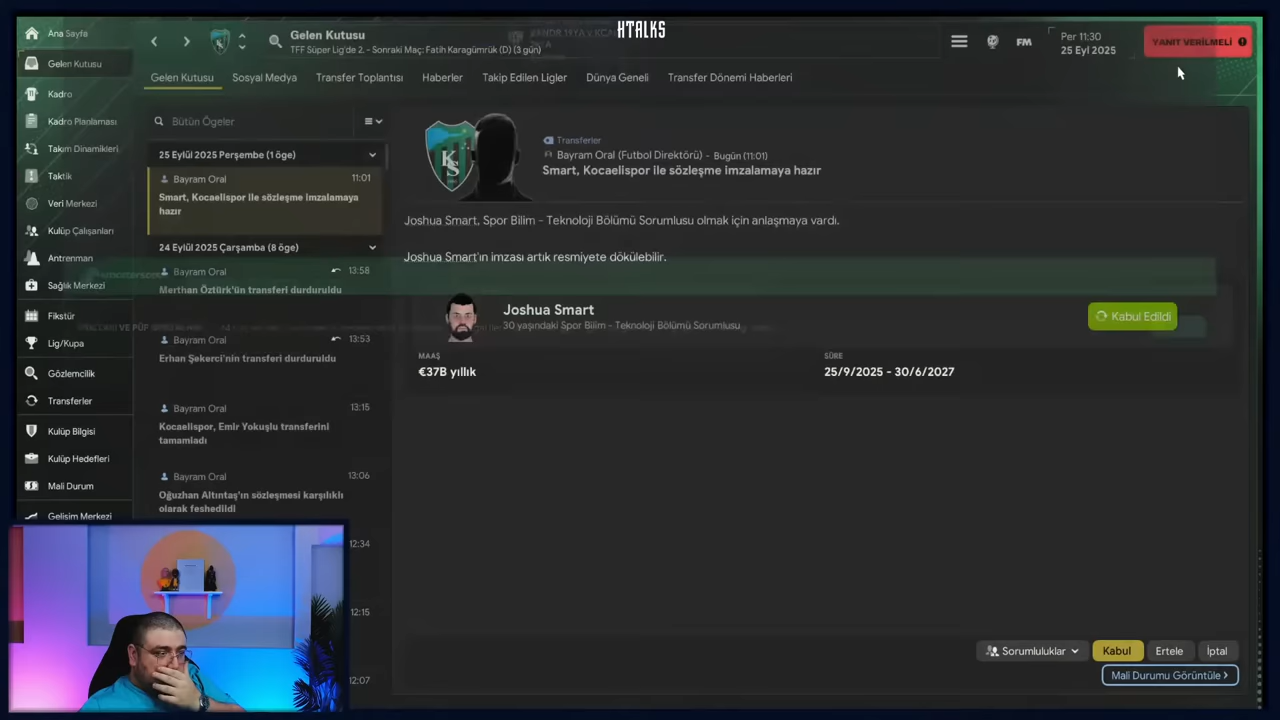 XTALKS
Ana Sayfa
Gelen Kutusu
Kadro
Kadro Planlaması
Takım Dinamikleri
Taktik
Veri Merkezi
Kulüp Çalışanları
Antrenman
Sağlık Merkezi
Fikstür
Lig/Kupa
Gözlemcilik
Transferler
Kulüp Bilgisi
Kulüp Hedefleri
Mali Durum
Gelişim Merkezi
Gelen Kutusu
TFF Süper Lig'de 2. - Sonraki Maç: Fatih Karagümrük (D) (3 gün)
FM
Per 11:30
25 Eyl 2025
YANIT VERİLMELİ
Gelen Kutusu
Sosyal Medya
Transfer Toplantısı
Haberler
Takip Edilen Ligler
Dünya Geneli
Transfer Dönemi Haberleri
Bütün Ögeler
25 Eylül 2025 Perşembe (1 öge)
Bayram Oral 11:01
Smart, Kocaelispor ile sözleşme imzalamaya
hazır
24 Eylül 2025 Çarşamba (8 öge)
Bayram Oral 13:58
Merthan Öztürk'ün transferi durduruldu
Bayram Oral 13:53
Erhan Şekerci'nin transferi durduruldu
Bayram Oral 13:15
Kocaelispor, Emir Yokuşlu transferini
tamamladı
Bayram Oral 13:06
Oğuzhan Altıntaş'ın sözleşmesi karşılıklı
olarak feshedildi
12:34
12:15
12:07
Transferler
Bayram Oral (Futbol Direktörü) - Bugün (11:01)
Smart, Kocaelispor ile sözleşme imzalamaya hazır
Joshua Smart, Spor Bilim - Teknoloji Bölümü Sorumlusu olmak için anlaşmaya vardı.
Joshua Smart'ın imzası artık resmiyete dökülebilir.
Joshua Smart
30 yaşındaki Spor Bilim - Teknoloji Bölümü Sorumlusu
Kabul Edildi
MAAŞ
€37B yıllık
SÜRE
25/9/2025 - 30/6/2027
Sorumluluklar
Kabul
Ertele
İptal
Mali Durumu Görüntüle